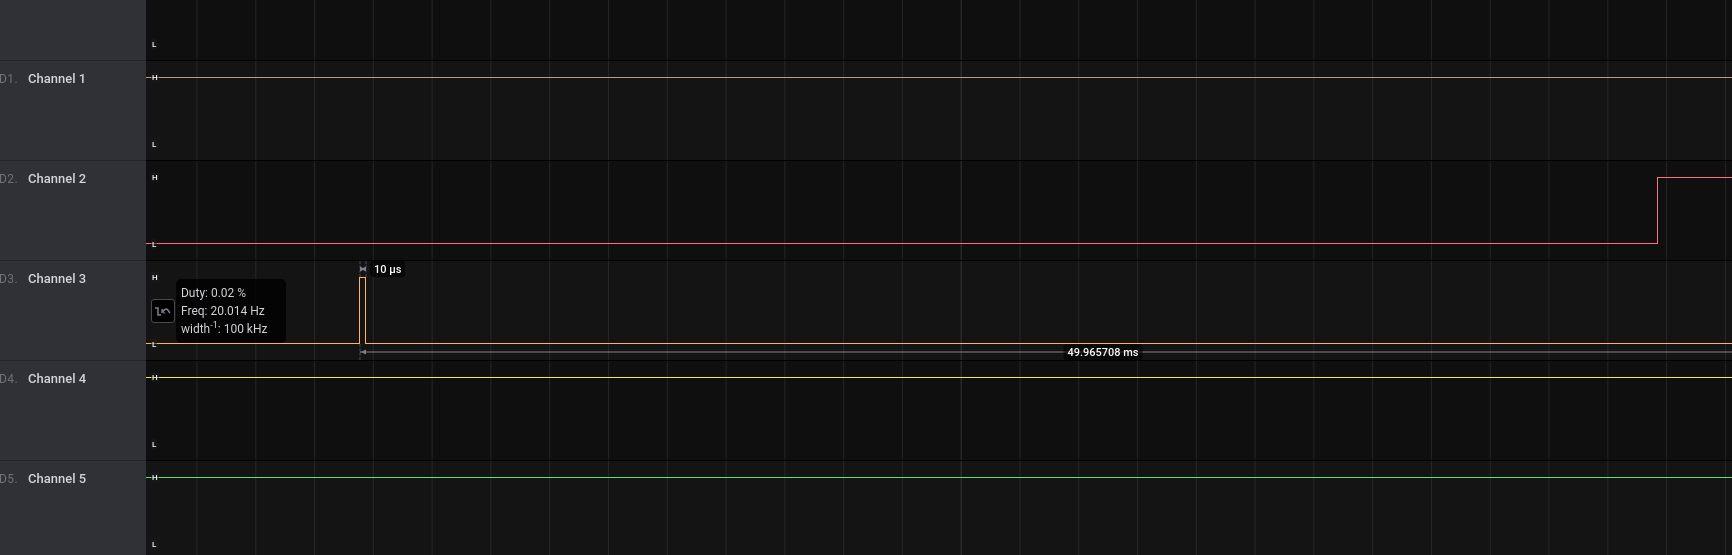 L
D1. Channel 1
H
L
D2. Channel 2
H
L
D3. Channel 3
H
10 µs
Duty: 0.02 %
Freq: 20.014 Hz
width-1: 100 kHz
L
49.965708 ms
D4. Channel 4
H
L
D5. Channel 5
H
L